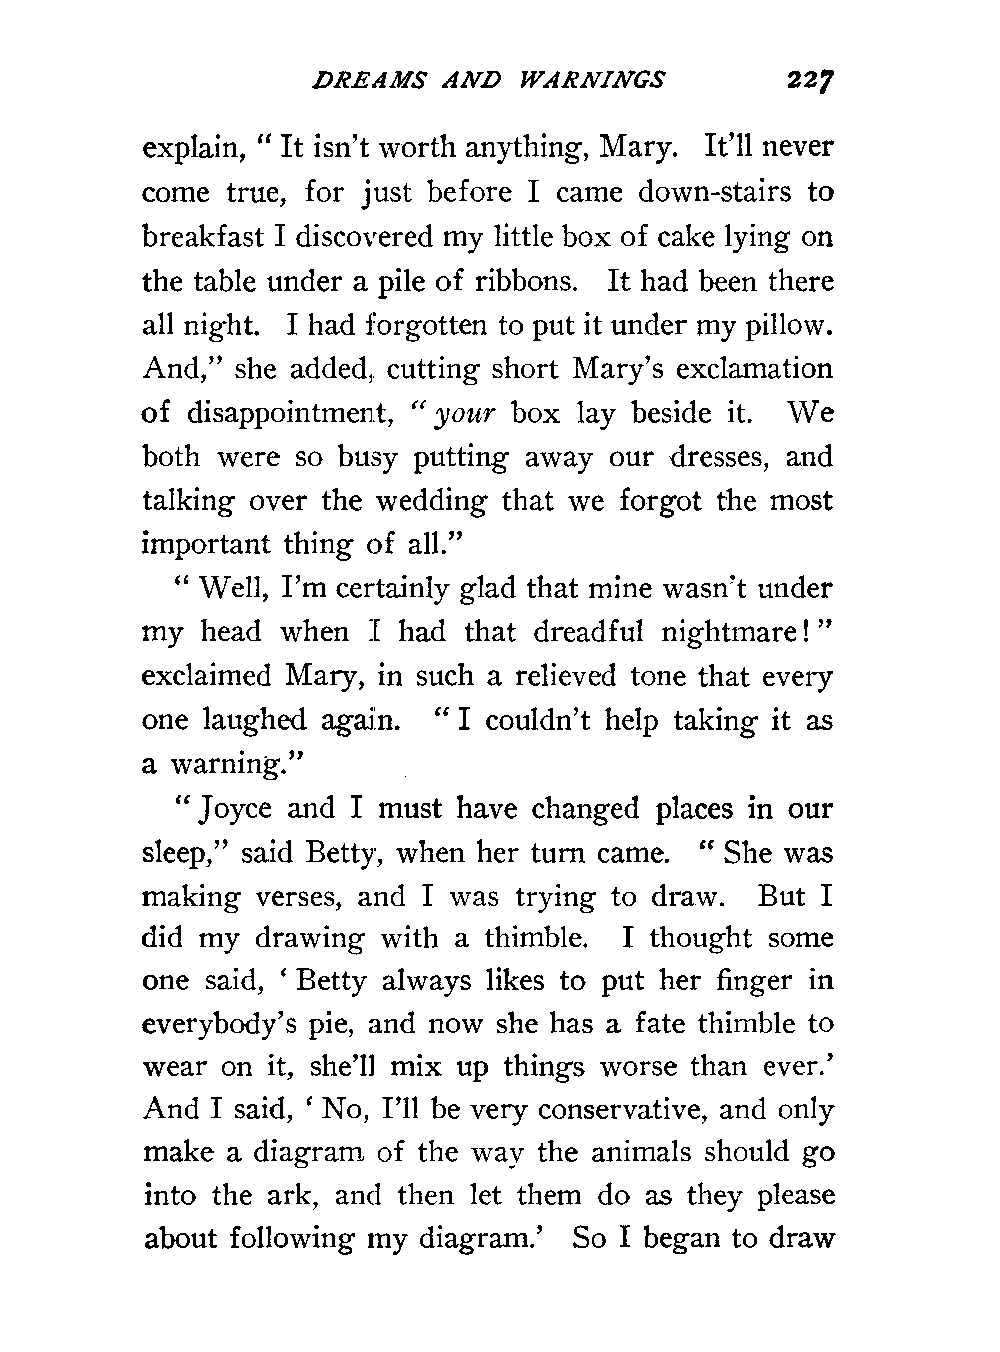 DREAMS AND WARNINGS 227
explain, “ It isn’t worth anything, Mary. It’ll never
come true, for just before I came down-stairs to
breakfast I discovered my little box of cake lying on
the table under a pile of ribbons. It had been there
all night. I had forgotten to put it under my pillow.
And,” she added, cutting short Mary’s exclamation
of disappointment, “ your box lay beside it. We
both were so busy putting away our dresses, and
talking over the wedding that we forgot the most
important thing of all.”
“ Well, I’m certainly glad that mine wasn’t under
my head when I had that dreadful nightmare! ”
exclaimed Mary, in such a relieved tone that every
one laughed again. “ I couldn’t help taking it as
a warning.”
“ Joyce and I must have changed places in our
sleep,” said Betty, when her turn came. “ She was
making verses, and I was trying to draw. But I
did my drawing with a thimble. I thought some
one said, ‘ Betty always likes to put her finger in
everybody’s pie, and now she has a fate thimble to
wear on it, she’ll mix up things worse than ever.’
And I said, ‘ No, I’ll be very conservative, and only
make a diagram of the way the animals should go
into the ark, and then let them do as they please
about following my diagram.’ So I began to draw